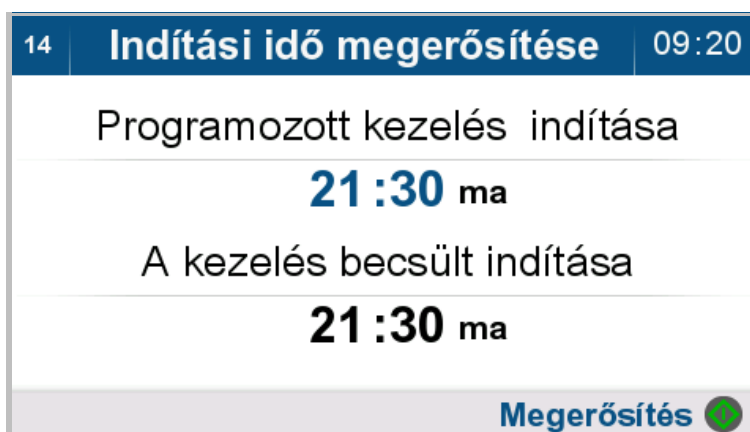 14 Indítási idő megerősítése 09:20
Programozott kezelés indítása
21:30 ma
A kezelés becsült indítása
21:30 ma
Megerősítés